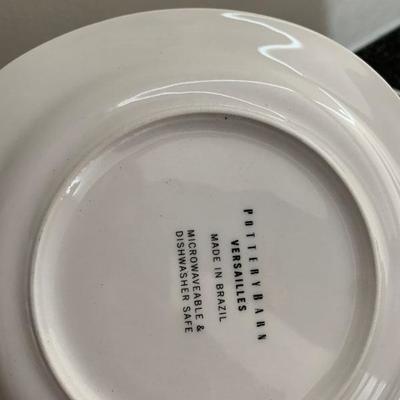 POTTERYBARN
VERSAILLES
MADE IN BRAZIL
MICROWAVEABLE &
DISHWASHER SAFE